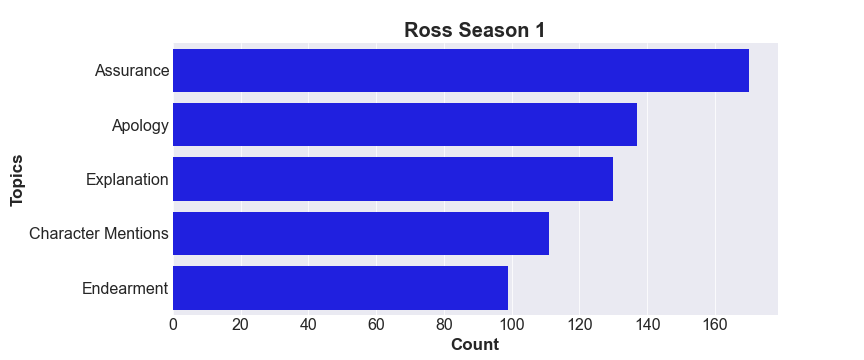 Ross Season 1
Topics
Assurance
Apology
Explanation
Character Mentions
Endearment
0 20 40 60 80 100 120 140 160
Count